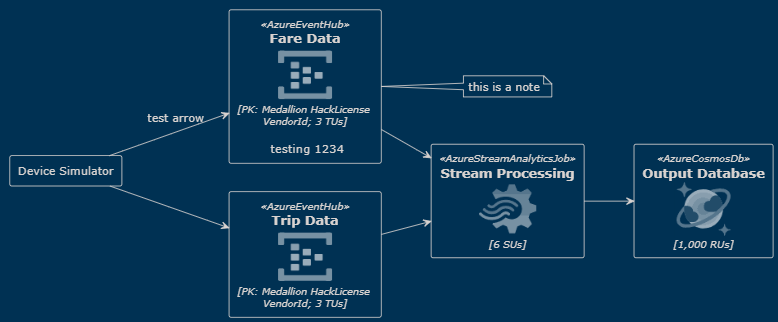 Device Simulator
test arrow
«AzureEventHub»
Fare Data
[PK: Medallion HackLicense
VendorId; 3 TUs]
testing 1234
this is a note
«AzureEventHub»
Trip Data
[PK: Medallion HackLicense
VendorId; 3 TUs]
«AzureStreamAnalyticsJob»
Stream Processing
[6 SUs]
«AzureCosmosDb»
Output Database
[1,000 RUs]